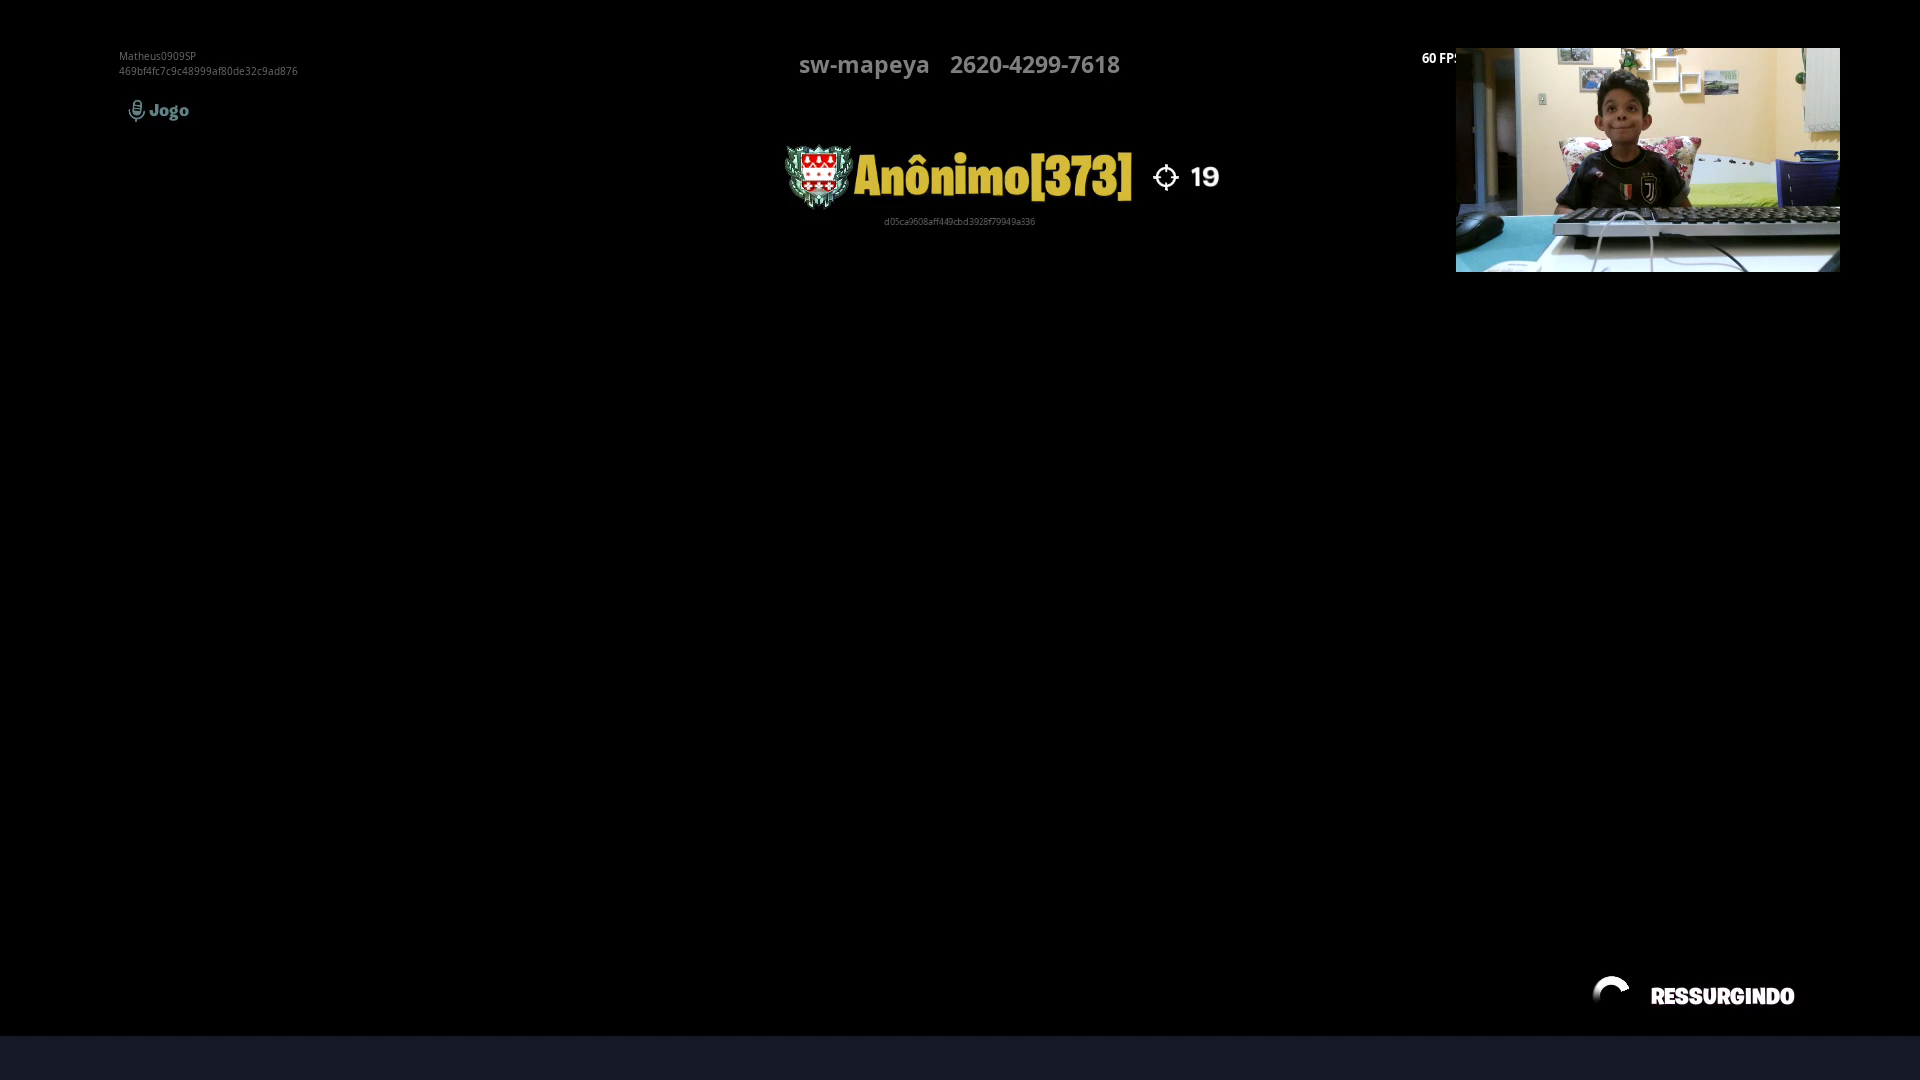 Matheus0909SP
469bf4fc7c9c48999af80de32c9ad876
Jogo
sw-mapeya 2620-4299-7618
60 FPS
Anônimo[373] 19
d05ca9608aff449cbd3928f79949a336
RESSURGINDO